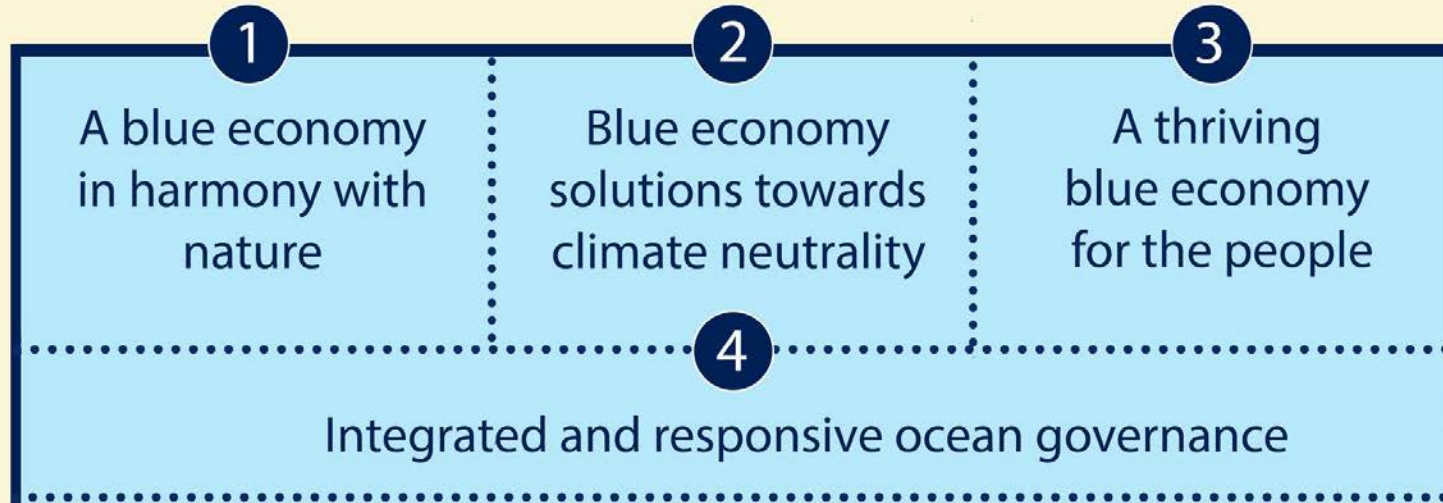 1
A blue economy
in harmony with
nature
2
Blue economy
solutions towards
climate neutrality
3
A thriving
blue economy
for the people
4
Integrated and responsive ocean governance